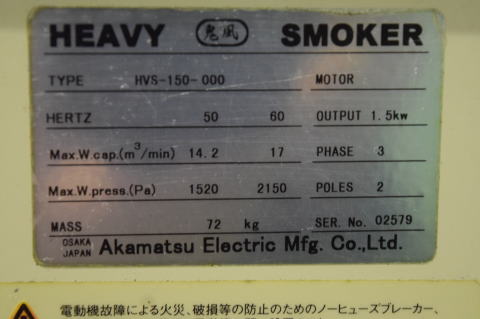 HEAVY 鬼風 SMOKER
TYPE HVS-150-000 MOTOR
HERTZ 50 60 OUTPUT 1.5kw
Max.W.cap.(m³/min) 14.2 17 PHASE 3
Max.W.press.(Pa) 1520 2150 POLES 2
MASS 72 kg SER. No. 02579
OSAKA JAPAN Akamatsu Electric Mfg. Co.,Ltd.
電動機故障による火災、破損等の防止のためのノーヒューズブレーカー、